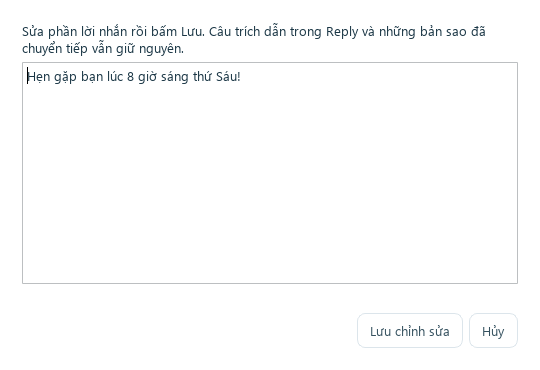 Sửa phần lời nhắn rồi bấm Lưu. Câu trích dẫn trong Reply và những bản sao đã
chuyển tiếp vẫn giữ nguyên.
Hẹn gặp bạn lúc 8 giờ sáng thứ Sáu!
Lưu chỉnh sửa
Hủy